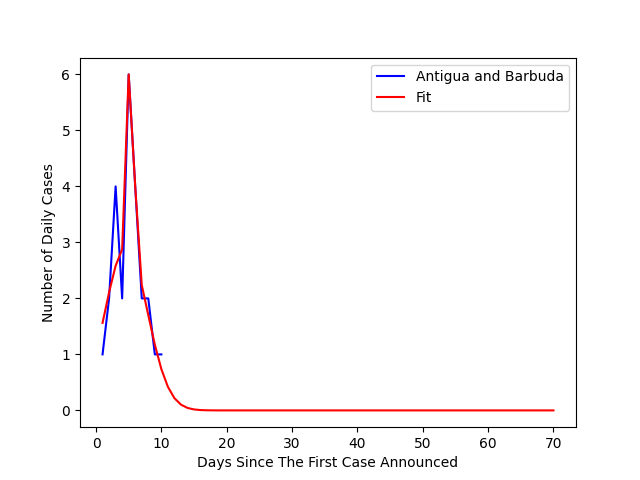 Antigua and Barbuda
Fit
Number of Daily Cases
6
5
4
3
2
1
0
0 10 20 30 40 50 60 70
Days Since The First Case Announced